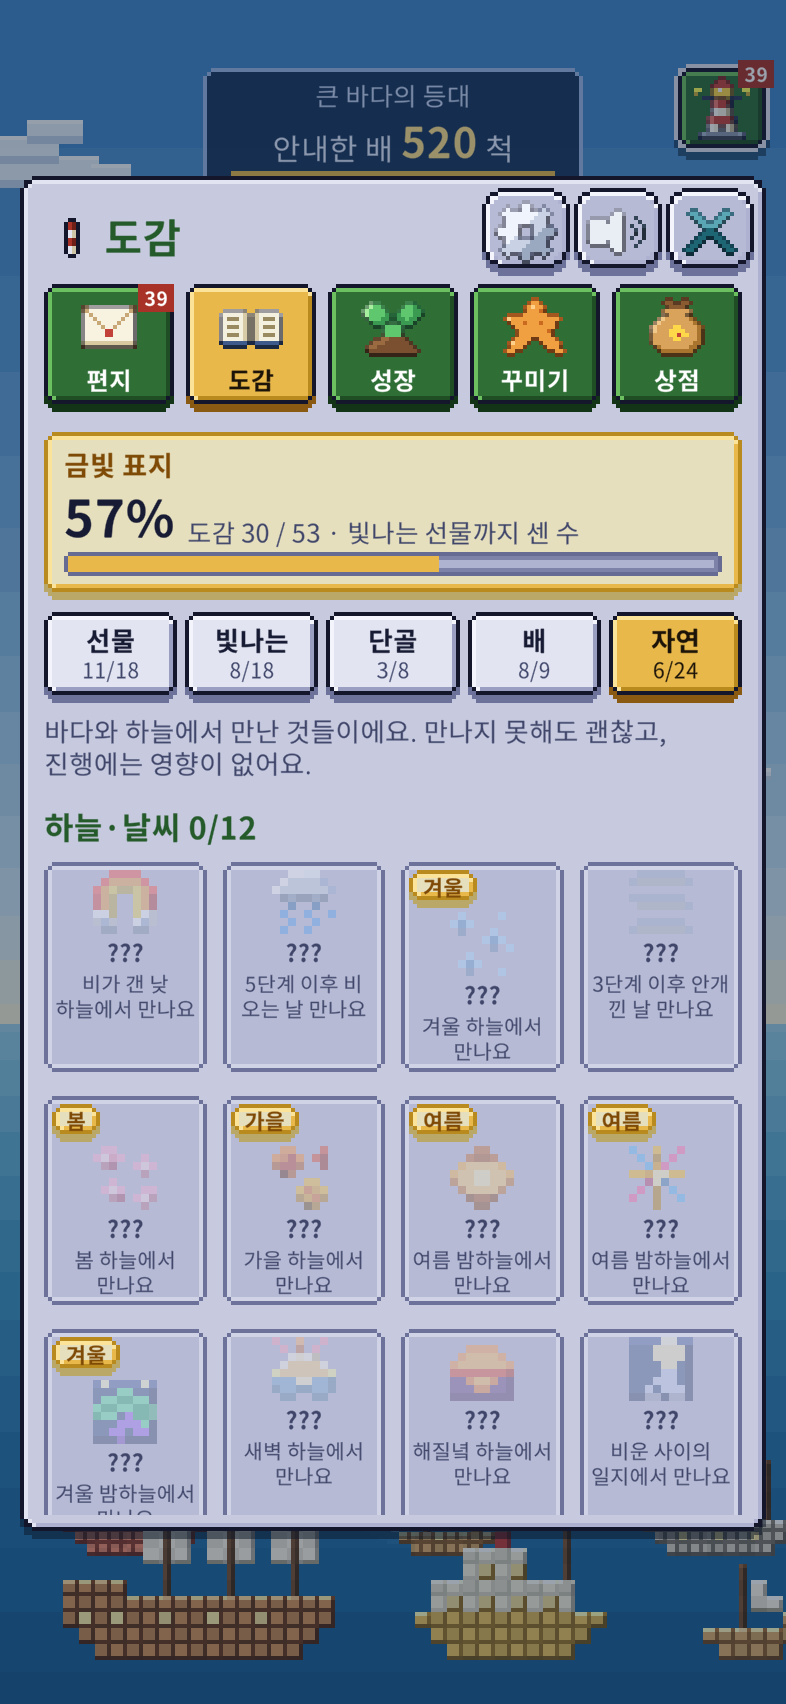 큰 바다의 등대
안내한 배 520 척
39
도감
39
편지
도감
성장
꾸미기
상점
금빛 표지
57% 도감 30 / 53 · 빛나는 선물까지 센 수
선물
11/18
빛나는
8/18
단골
3/8
배
8/9
자연
6/24
바다와 하늘에서 만난 것들이에요. 만나지 못해도 괜찮고,
진행에는 영향이 없어요.
하늘·날씨 0/12
???
비가 갠 낮
하늘에서 만나요
???
5단계 이후 비
오는 날 만나요
겨울
???
겨울 하늘에서
만나요
???
3단계 이후 안개
낀 날 만나요
봄
???
봄 하늘에서
만나요
가을
???
가을 하늘에서
만나요
여름
???
여름 밤하늘에서
만나요
여름
???
여름 밤하늘에서
만나요
겨울
???
겨울 밤하늘에서
???
새벽 하늘에서
만나요
???
해질녘 하늘에서
만나요
???
비운 사이의
일지에서 만나요